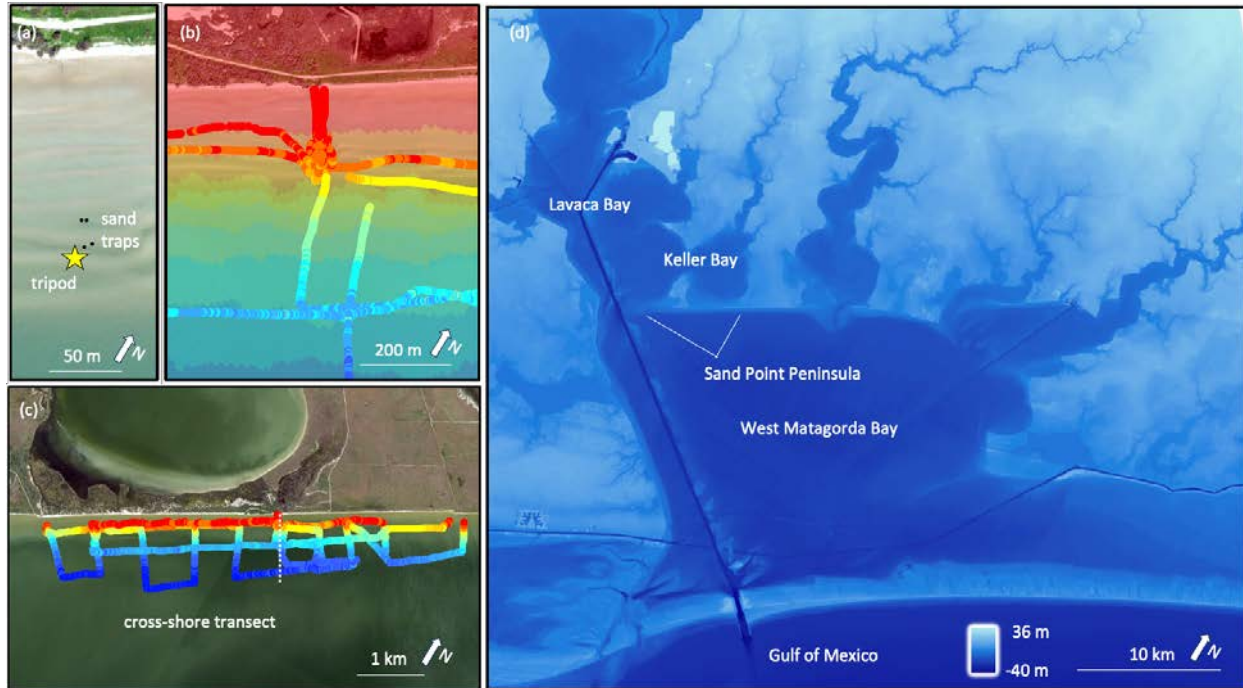 (a)
sand
traps
tripod
50 m
N
(b)
200 m
N
(c)
cross-shore transect
1 km
N
(d)
Lavaca Bay
Keller Bay
Sand Point Peninsula
West Matagorda Bay
Gulf of Mexico
36 m
-40 m
10 km
N